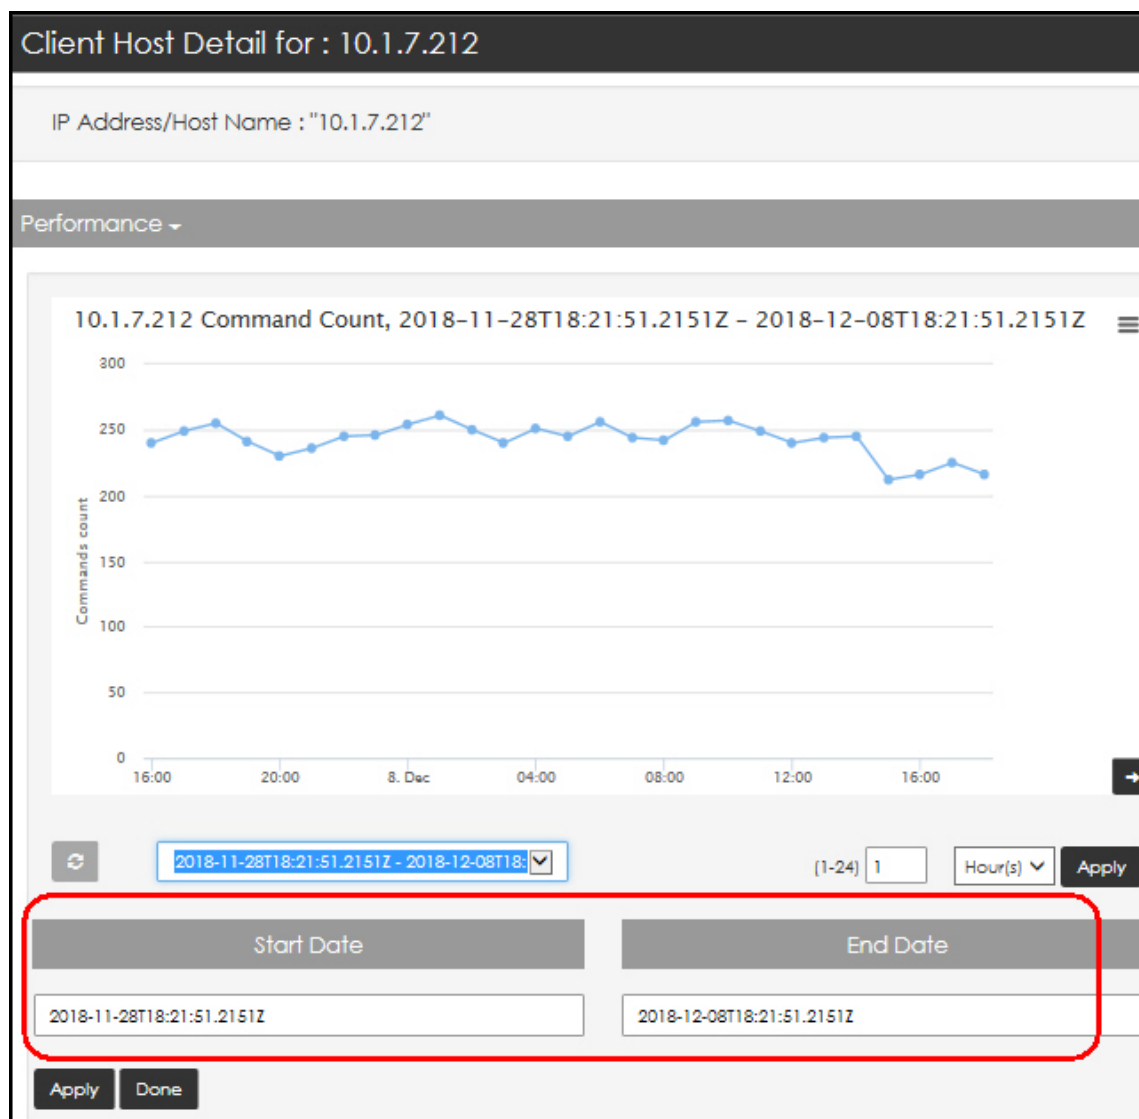 Client Host Detail for : 10.1.7.212
IP Address/Host Name : "10.1.7.212"
Performance
10.1.7.212 Command Count, 2018-11-28T18:21:51.2151Z - 2018-12-08T18:21:51.2151Z
300
250
200
150
100
50
0
Commands count
16:00 20:00 8. Dec 04:00 08:00 12:00 16:00
2018-11-28T18:21:51.2151Z - 2018-12-08T18: (1-24) 1 Hour(s) Apply
Start Date End Date
2018-11-28T18:21:51.2151Z 2018-12-08T18:21:51.2151Z
Apply Done